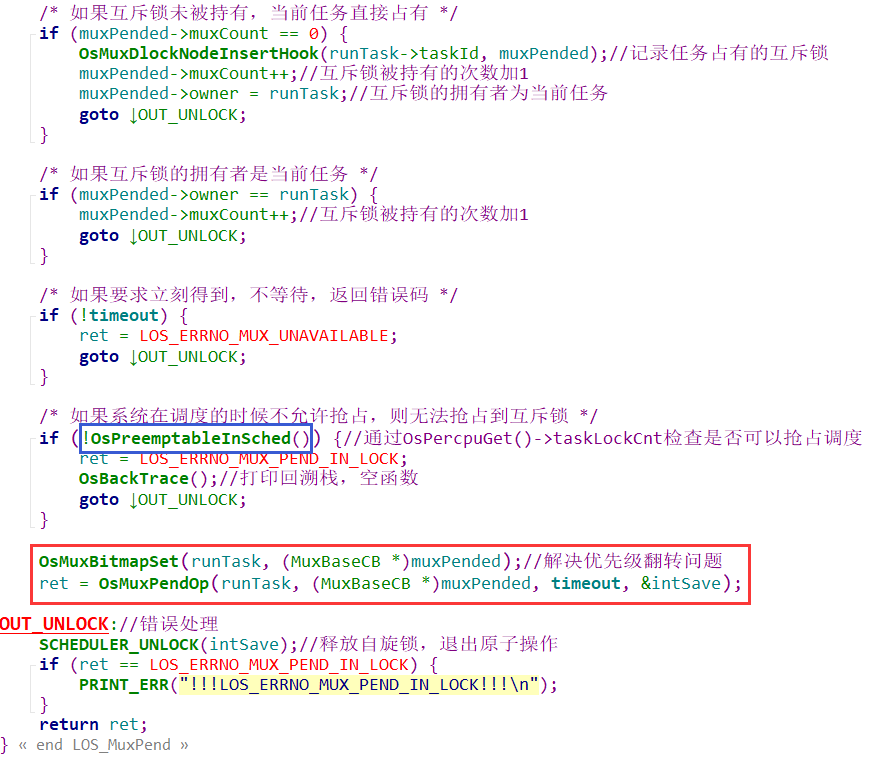 /* 如果互斥锁未被持有，当前任务直接占有 */
if (muxPended->muxCount == 0) {
OsMuxDlockNodeInsertHook(runTask->taskId, muxPended);//记录任务占有的互斥锁
muxPended->muxCount++;//互斥锁被持有的次数加1
muxPended->owner = runTask;//互斥锁的拥有者为当前任务
goto ↓OUT_UNLOCK;
}
/* 如果互斥锁的拥有者是当前任务 */
if (muxPended->owner == runTask) {
muxPended->muxCount++;//互斥锁被持有的次数加1
goto ↓OUT_UNLOCK;
}
/* 如果要求立刻得到，不等待，返回错误码 */
if (!timeout) {
ret = LOS_ERRNO_MUX_UNAVAILABLE;
goto ↓OUT_UNLOCK;
}
/* 如果系统在调度的时候不允许抢占，则无法抢占到互斥锁 */
if (!OsPreemptableInSched()) {//通过OsPercpuGet()->taskLockCnt检查是否可以抢占调度
ret = LOS_ERRNO_MUX_PEND_IN_LOCK;
OsBackTrace();//打印回溯栈，空函数
goto ↓OUT_UNLOCK;
}
OsMuxBitmapSet(runTask, (MuxBaseCB *)muxPended);//解决优先级翻转问题
ret = OsMuxPendOp(runTask, (MuxBaseCB *)muxPended, timeout, &intSave);
OUT_UNLOCK://错误处理
SCHEDULER_UNLOCK(intSave);//释放自旋锁，退出原子操作
if (ret == LOS_ERRNO_MUX_PEND_IN_LOCK) {
PRINT_ERR("!!!LOS_ERRNO_MUX_PEND_IN_LOCK!!!\n");
}
return ret;
} « end LOS_MuxPend »